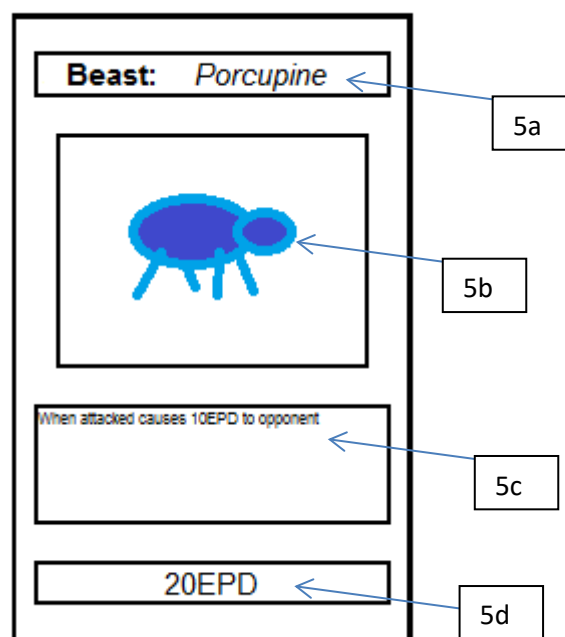 Beast: Porcupine
5a
5b
When attacked causes 10EPD to opponent
5c
20EPD
5d